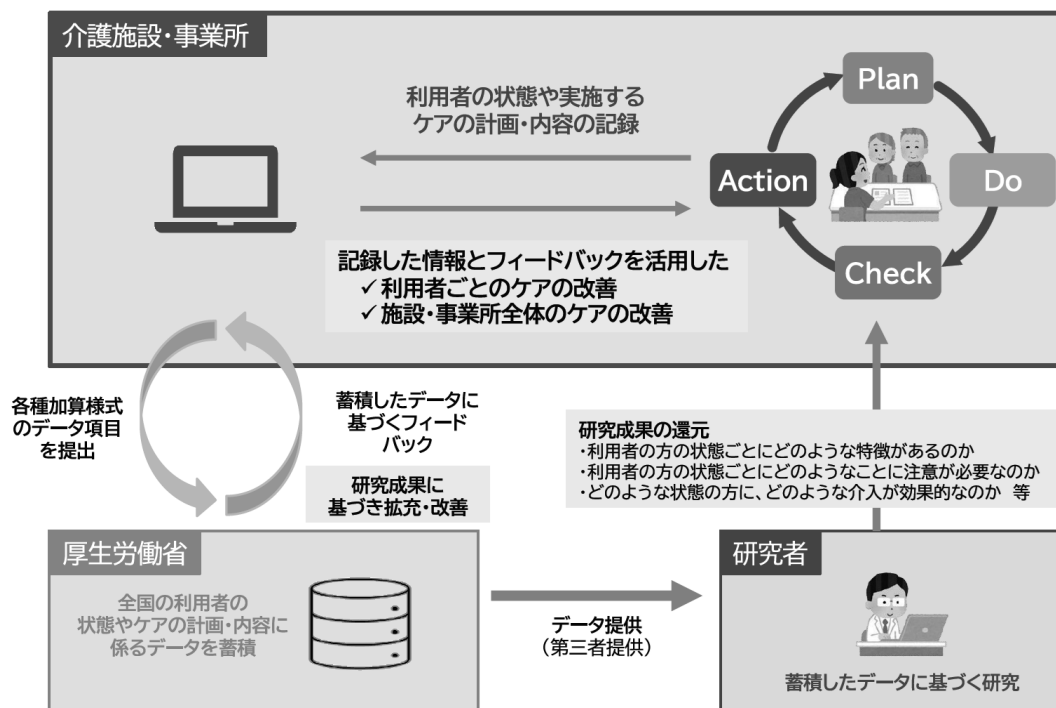 介護施設・事業所
利用者の状態や実施する
ケアの計画・内容の記録
Plan
Do
Check
Action
記録した情報とフィードバックを活用した
✓利用者ごとのケアの改善
✓施設・事業所全体のケアの改善
各種加算様式
のデータ項目
を提出
蓄積したデータに
基づくフィード
バック
研究成果に
基づき拡充・改善
研究成果の還元
・利用者の方の状態ごとにどのような特徴があるのか
・利用者の方の状態ごとにどのようなことに注意が必要なのか
・どのような状態の方に、どのような介入が効果的なのか 等
厚生労働省
全国の利用者の
状態やケアの計画・内容に
係るデータを蓄積
データ提供
（第三者提供）
研究者
蓄積したデータに基づく研究